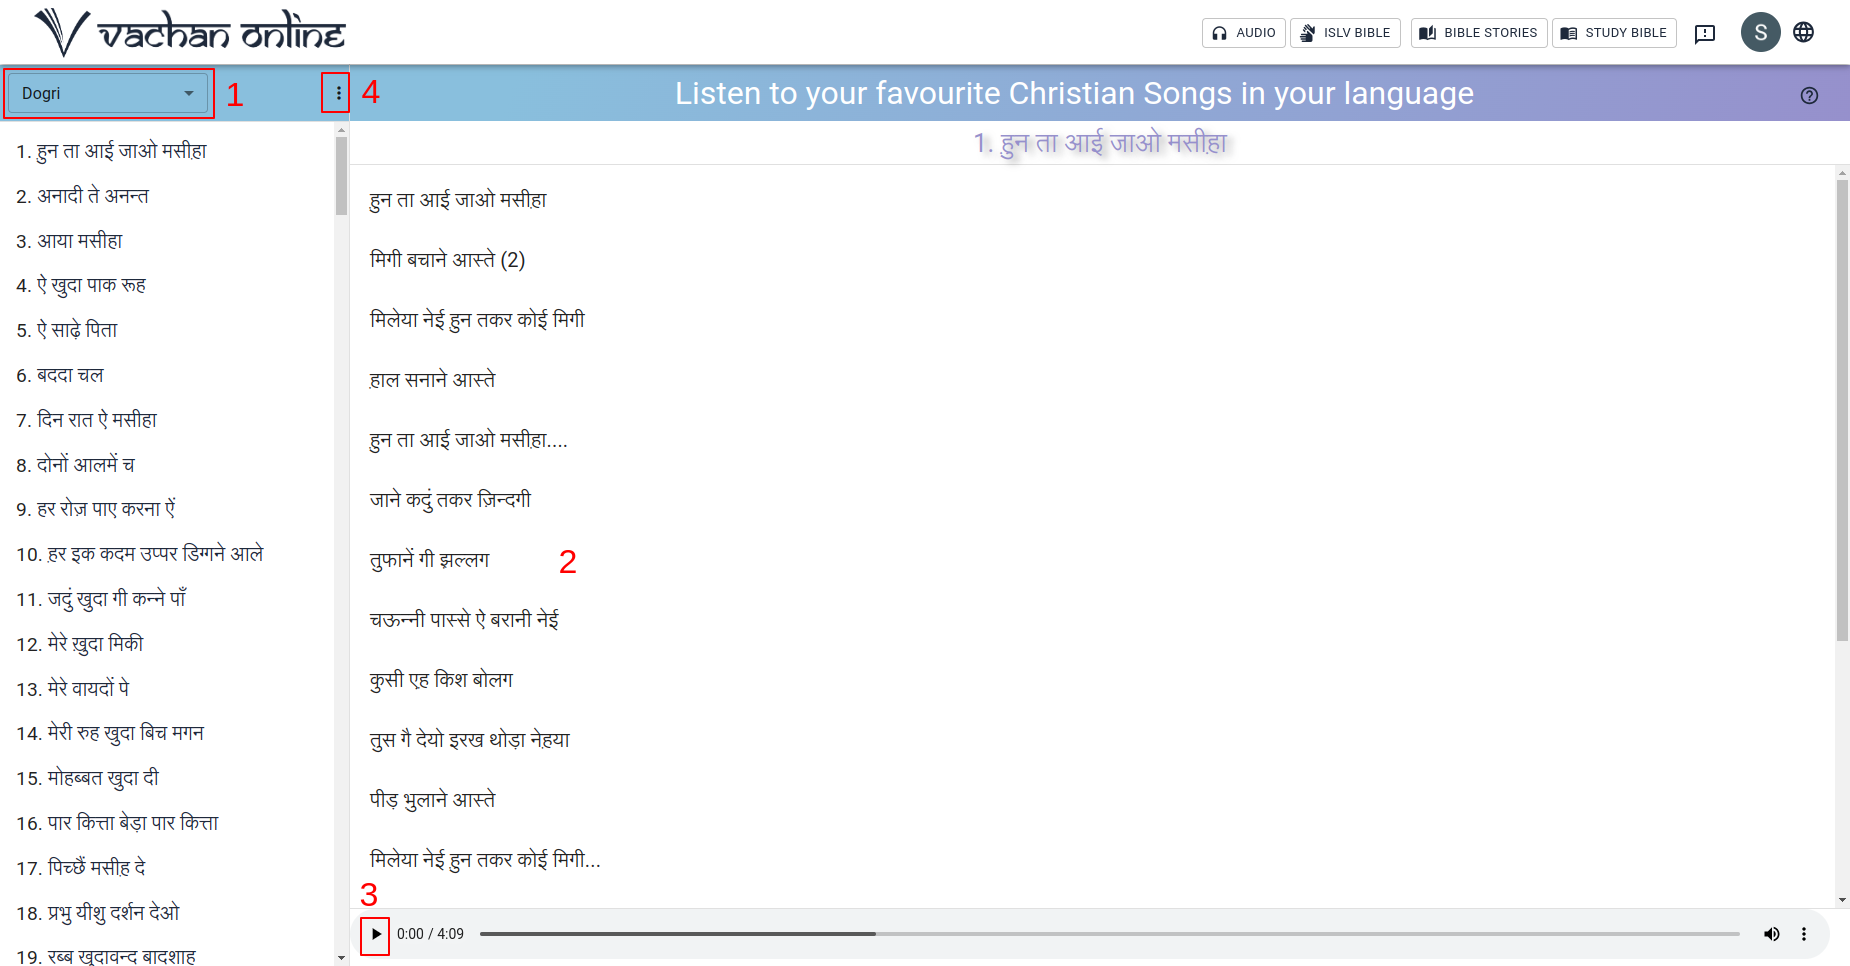 vachan online
AUDIO
ISLV BIBLE
BIBLE STORIES
STUDY BIBLE
S
Dogri
1
4
Listen to your favourite Christian Songs in your language
1. हुन ता आई जाओ मसीहा
2. अनादी ते अनन्त
3. आया मसीहा
4. ऐ खुदा पाक रूह
5. ऐ साढ़े पिता
6. बददा चल
7. दिन रात ऐ मसीहा
8. दोनों आलमें च
9. हर रोज़ पाए करना ऐं
10. ह़र इक कदम उप्पर डिग्गने आले
11. जदुं खुदा गी कन्ने पाँ
12. मेरे ख़ुदा मिकी
13. मेरे वायदों पे
14. मेरी रुह खुदा बिच मगन
15. मोहब्बत खुदा दी
16. पार कित्ता बेड़ा पार कित्ता
17. पिच्छैं मसीह़ दे
18. प्रभु यीशु दर्शन देओ
19. रब्ब खुदावन्द बादशाह
1. हुन ता आई जाओ मसीहा
हुन ता आई जाओ मसीह़ा
मिगी बचाने आस्ते (2)
मिलेया नेई हुन तकर कोई मिगी
ह़ाल सनाने आस्ते
हुन ता आई जाओ मसीह़ा....
जाने कदुं तकर ज़िन्दगी
तुफानें गी झ़ल्लग
2
चऊन्नी पास्से ऐ बरानी नेई
कुसी एह़ किश बोलग
तुस गै देयो इरख थोड़ा नेह़या
पीड़ भुलाने आस्ते
मिलेया नेई हुन तकर कोई मिगी...
3
0:00 / 4:09